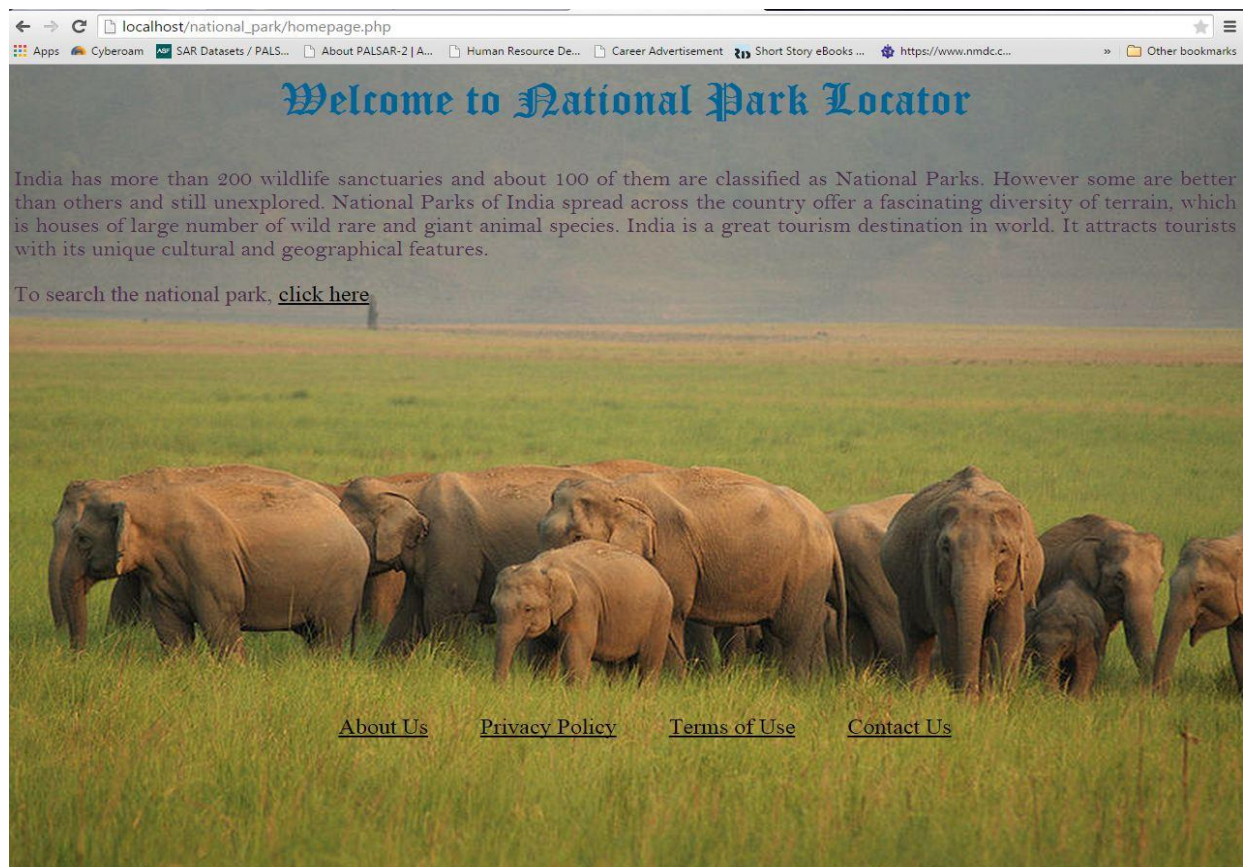 localhost/national_park/homepage.php
Apps Cyberoam ASF SAR Datasets / PALS... About PALSAR-2 | A... Human Resource De... Career Advertisement Short Story eBooks ... https://www.nmdc.c... » Other bookmarks
Welcome to National Park Locator
India has more than 200 wildlife sanctuaries and about 100 of them are classified as National Parks. However some are better
than others and still unexplored. National Parks of India spread across the country offer a fascinating diversity of terrain, which
is houses of large number of wild rare and giant animal species. India is a great tourism destination in world. It attracts tourists
with its unique cultural and geographical features.
To search the national park, click here
About Us Privacy Policy Terms of Use Contact Us